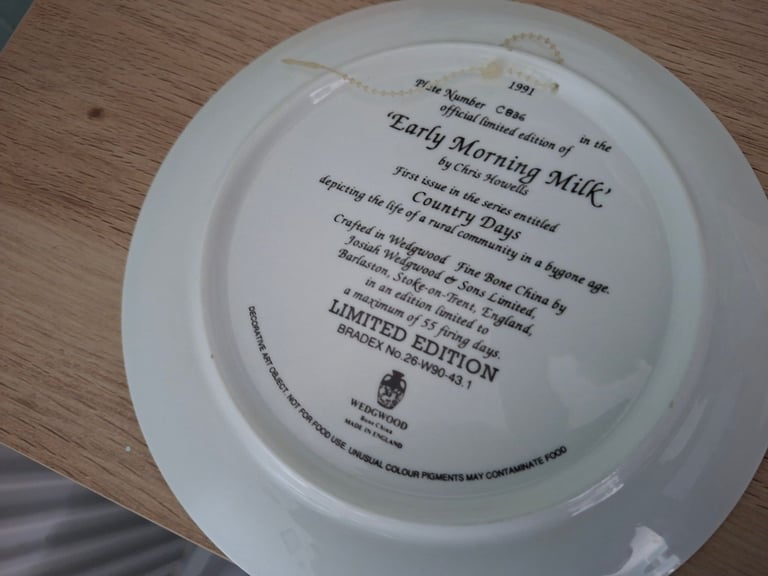 1991
Plate Number C836 in the
official limited edition of
'Early Morning Milk'
by Chris Howells
First issue in the series entitled
Country Days
depicting the life of a rural community in a bygone age.
Crafted in Wedgwood Fine Bone China by
Josiah Wedgwood & Sons Limited,
Barlaston, Stoke-on-Trent, England,
in an edition limited to
a maximum of 55 firing days.
LIMITED EDITION
BRADEX No.26-W90-43.1
WEDGWOOD
Bone China
MADE IN ENGLAND
DECORATIVE ART OBJECT. NOT FOR FOOD USE. UNUSUAL COLOUR PIGMENTS MAY CONTAMINATE FOOD